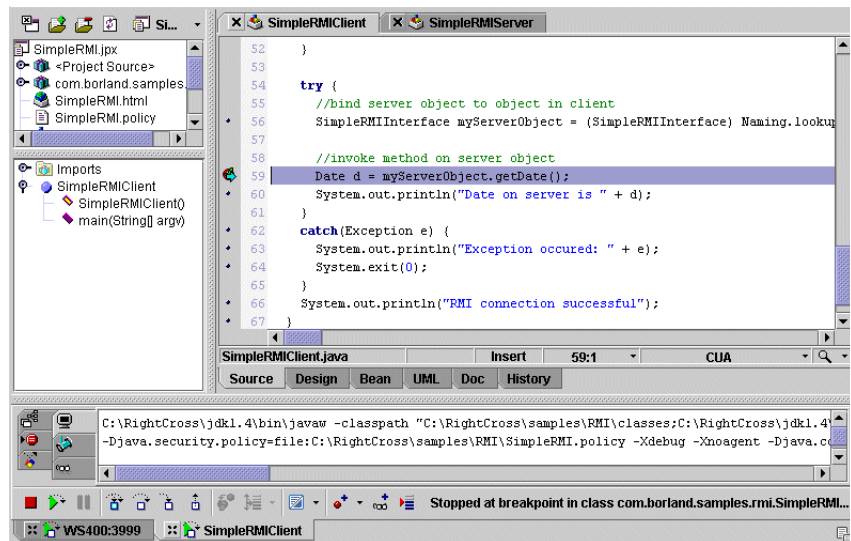 Si...
SimpleRMI.jpx
<Project Source>
com.borland.samples.
SimpleRMI.html
SimpleRMI.policy
Imports
SimpleRMIClient
SimpleRMIClient()
main(String[] argv)
SimpleRMIClient SimpleRMIServer
52 }
53
54 try {
55 //bind server object to object in client
56 SimpleRMIInterface myServerObject = (SimpleRMIInterface) Naming.lookup
57
58 //invoke method on server object
59 Date d = myServerObject.getDate();
60 System.out.println("Date on server is " + d);
61 }
62 catch(Exception e) {
63 System.out.println("Exception occured: " + e);
64 System.exit(0);
65 }
66 System.out.println("RMI connection successful");
67 }
SimpleRMIClient.java Insert 59:1 CUA
Source Design Bean UML Doc History
C:\RightCross\jdk1.4\bin\javaw -classpath "C:\RightCross\samples\RMI\classes;C:\RightCross\jdk1.4\
-Djava.security.policy=file:C:\RightCross\samples\RMI\SimpleRMI.policy -Xdebug -Xnoagent -Djava.co
Stopped at breakpoint in class com.borland.samples.rmi.SimpleRMI...
WS400:3999 SimpleRMIClient